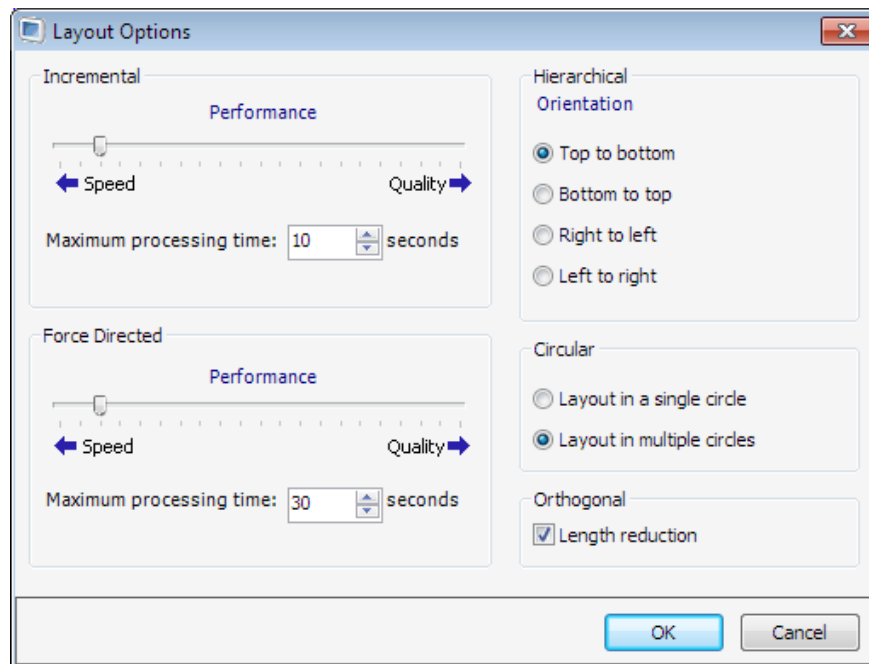 Layout Options
Incremental
Performance
Speed
Quality
Maximum processing time: 10 seconds
Force Directed
Performance
Speed
Quality
Maximum processing time: 30 seconds
Hierarchical
Orientation
Top to bottom
Bottom to top
Right to left
Left to right
Circular
Layout in a single circle
Layout in multiple circles
Orthogonal
Length reduction
OK
Cancel